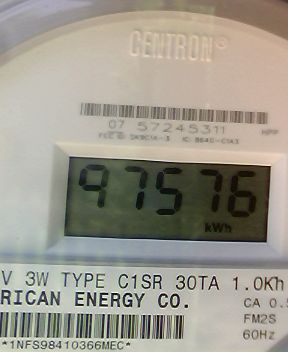 CENTRON®
07 57245311
HPP
97576
kWh
V 3W TYPE C1SR 30TA 1.0Kh
RICAN ENERGY CO.
CA 0.5
FM2S
60Hz
*1NFS98410366MEC*